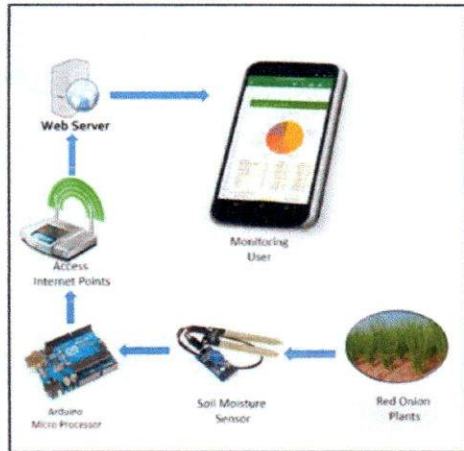 Web Server
Monitoring
User
Access
Internet Points
Arduino
Micro Processor
Soil Moisture
Sensor
Red Onion
Plants